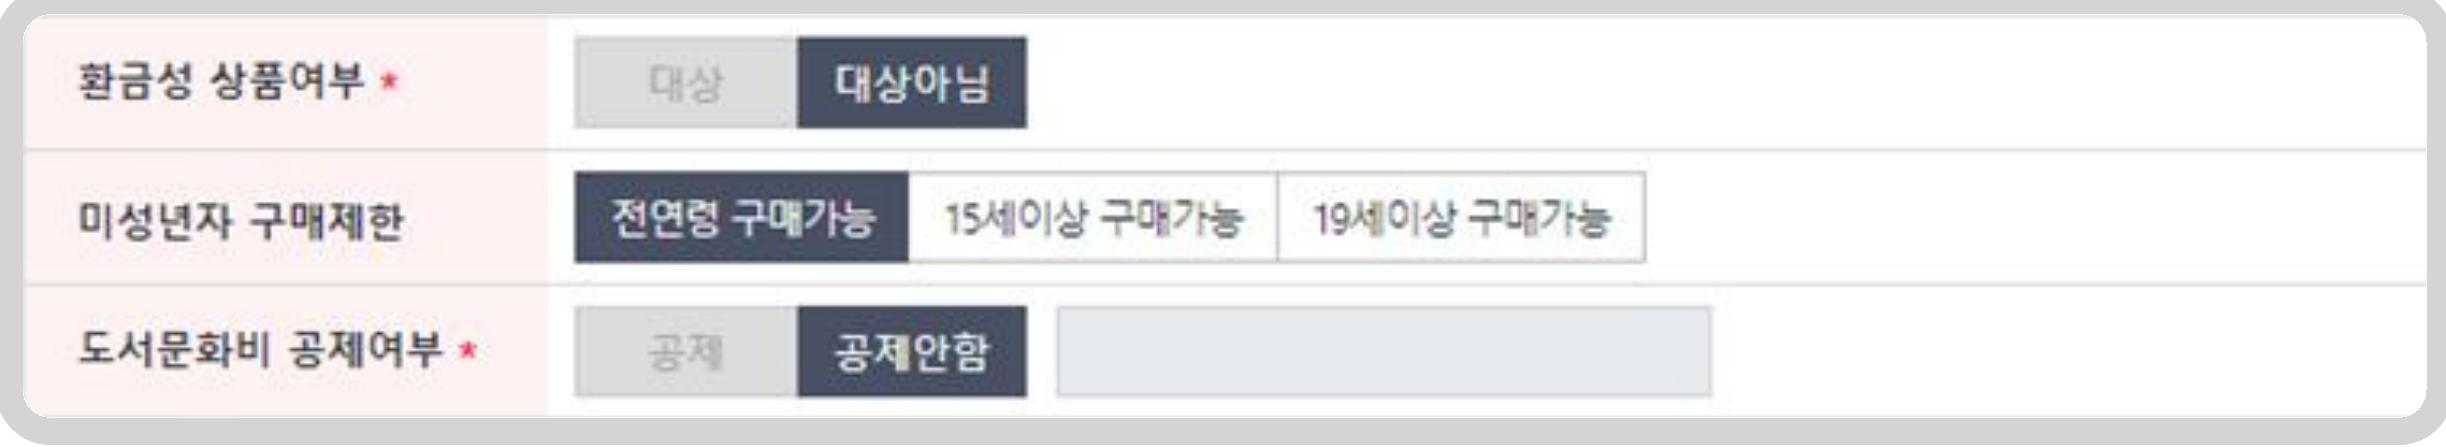 환금성 상품여부 * 대상 대상아님
미성년자 구매제한 전연령 구매가능 15세이상 구매가능 19세이상 구매가능
도서문화비 공제여부 * 공제 공제안함